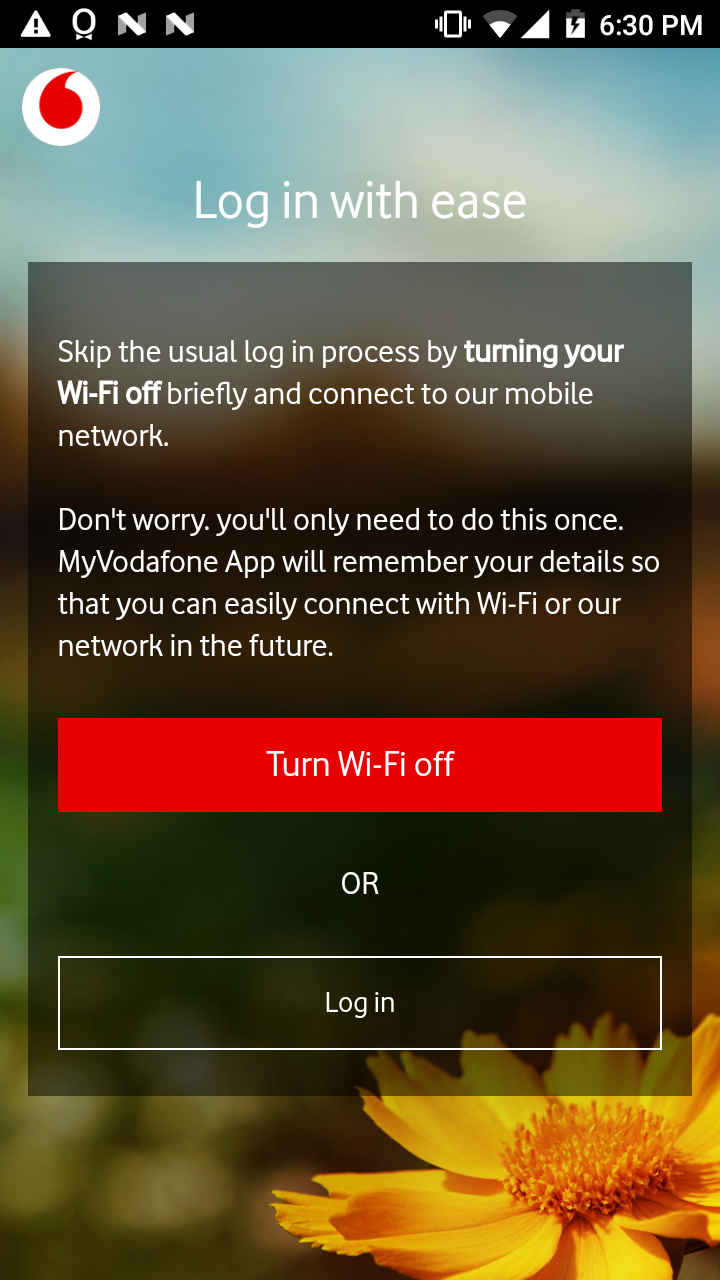 6:30 PM
Log in with ease
Skip the usual log in process by turning your
Wi-Fi off briefly and connect to our mobile
network.
Don't worry. you'll only need to do this once.
MyVodafone App will remember your details so
that you can easily connect with Wi-Fi or our
network in the future.
Turn Wi-Fi off
OR
Log in